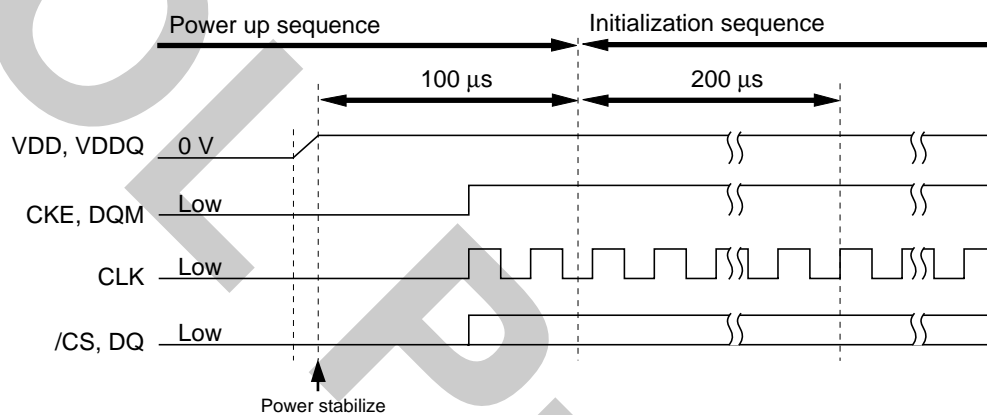 Power up sequence
Initialization sequence
100 μs
200 μs
VDD, VDDQ
0 V
CKE, DQM
Low
CLK
Low
/CS, DQ
Low
Power stabilize